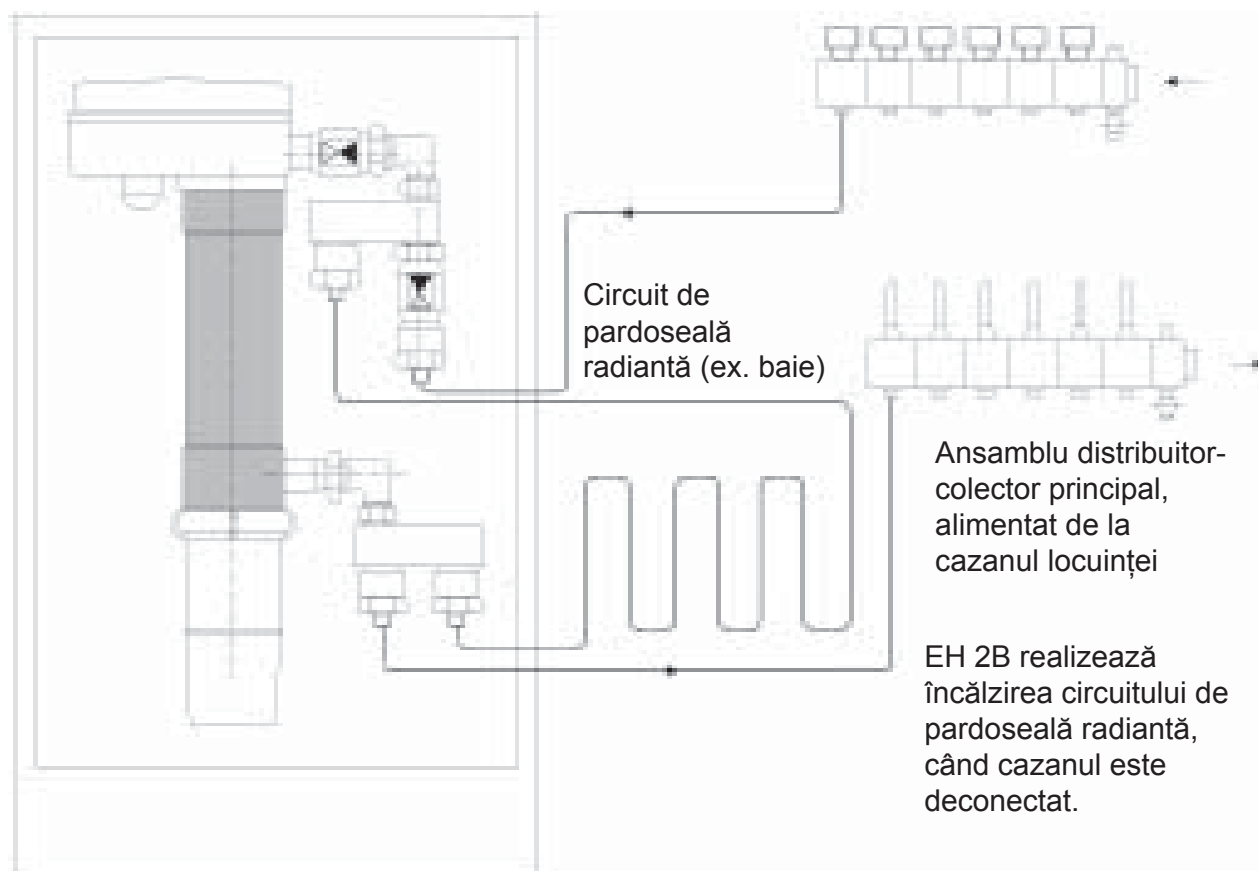 Circuit de
pardoseală
radiantă (ex. baie)
Ansamblu distribuitor-
colector principal,
alimentat de la
cazanul locuinței
EH 2B realizează
încălzirea circuitului de
pardoseală radiantă,
când cazanul este
deconectat.